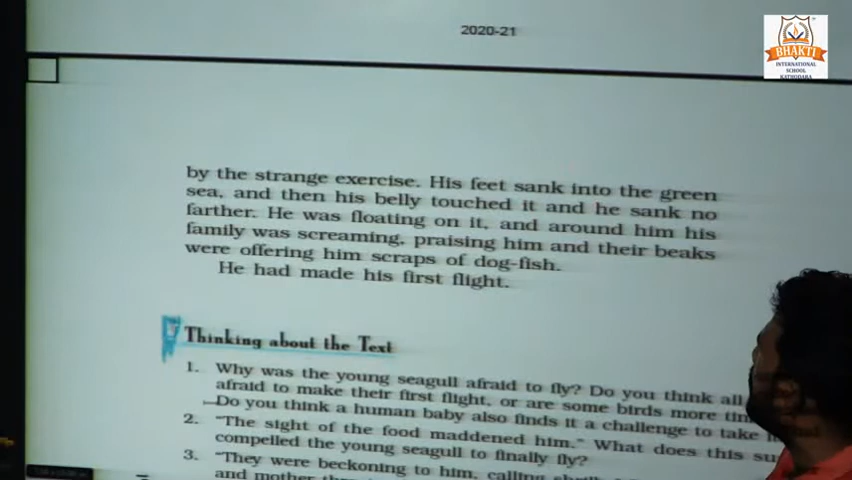 2020-21
BHAKTI
INTERNATIONAL
SCHOOL
KATHODARA
by the strange exercise. His feet sank into the green
sea, and then his belly touched it and he sank no
farther. He was floating on it, and around him his
family was screaming, praising him and their beaks
were offering him scraps of dog-fish.
He had made his first flight.
Thinking about the Text
1. Why was the young seagull afraid to fly? Do you think all
afraid to make their first flight, or are some birds more
Do you think a human baby also finds it a challenge to take
2. "The sight of the food maddened him." What does this
compelled the young seagull to finally fly?
3. "They were beckoning to him, calling
and mother